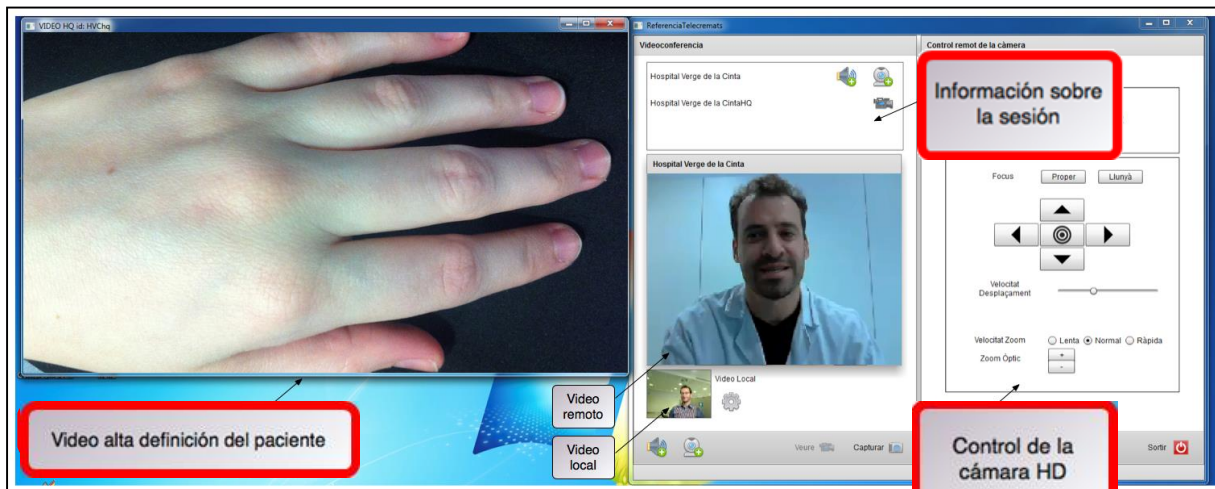 VIDEO HQ id: HVChq
ReferenciaTelecremats
Videoconferencia
Hospital Verge de la Cinta
Hospital Verge de la CintaHQ
Hospital Verge de la Cinta
Video Local
Veure
Capturar
Control remot de la càmera
Información sobre
la sesión
Focus
Proper
Llunyà
Velocitat
Desplaçament
Velocitat Zoom
Lenta
Normal
Ràpida
Zoom Òptic
+
-
Sortir
Video alta definición del paciente
Video
remoto
Video
local
Control de la
cámara HD